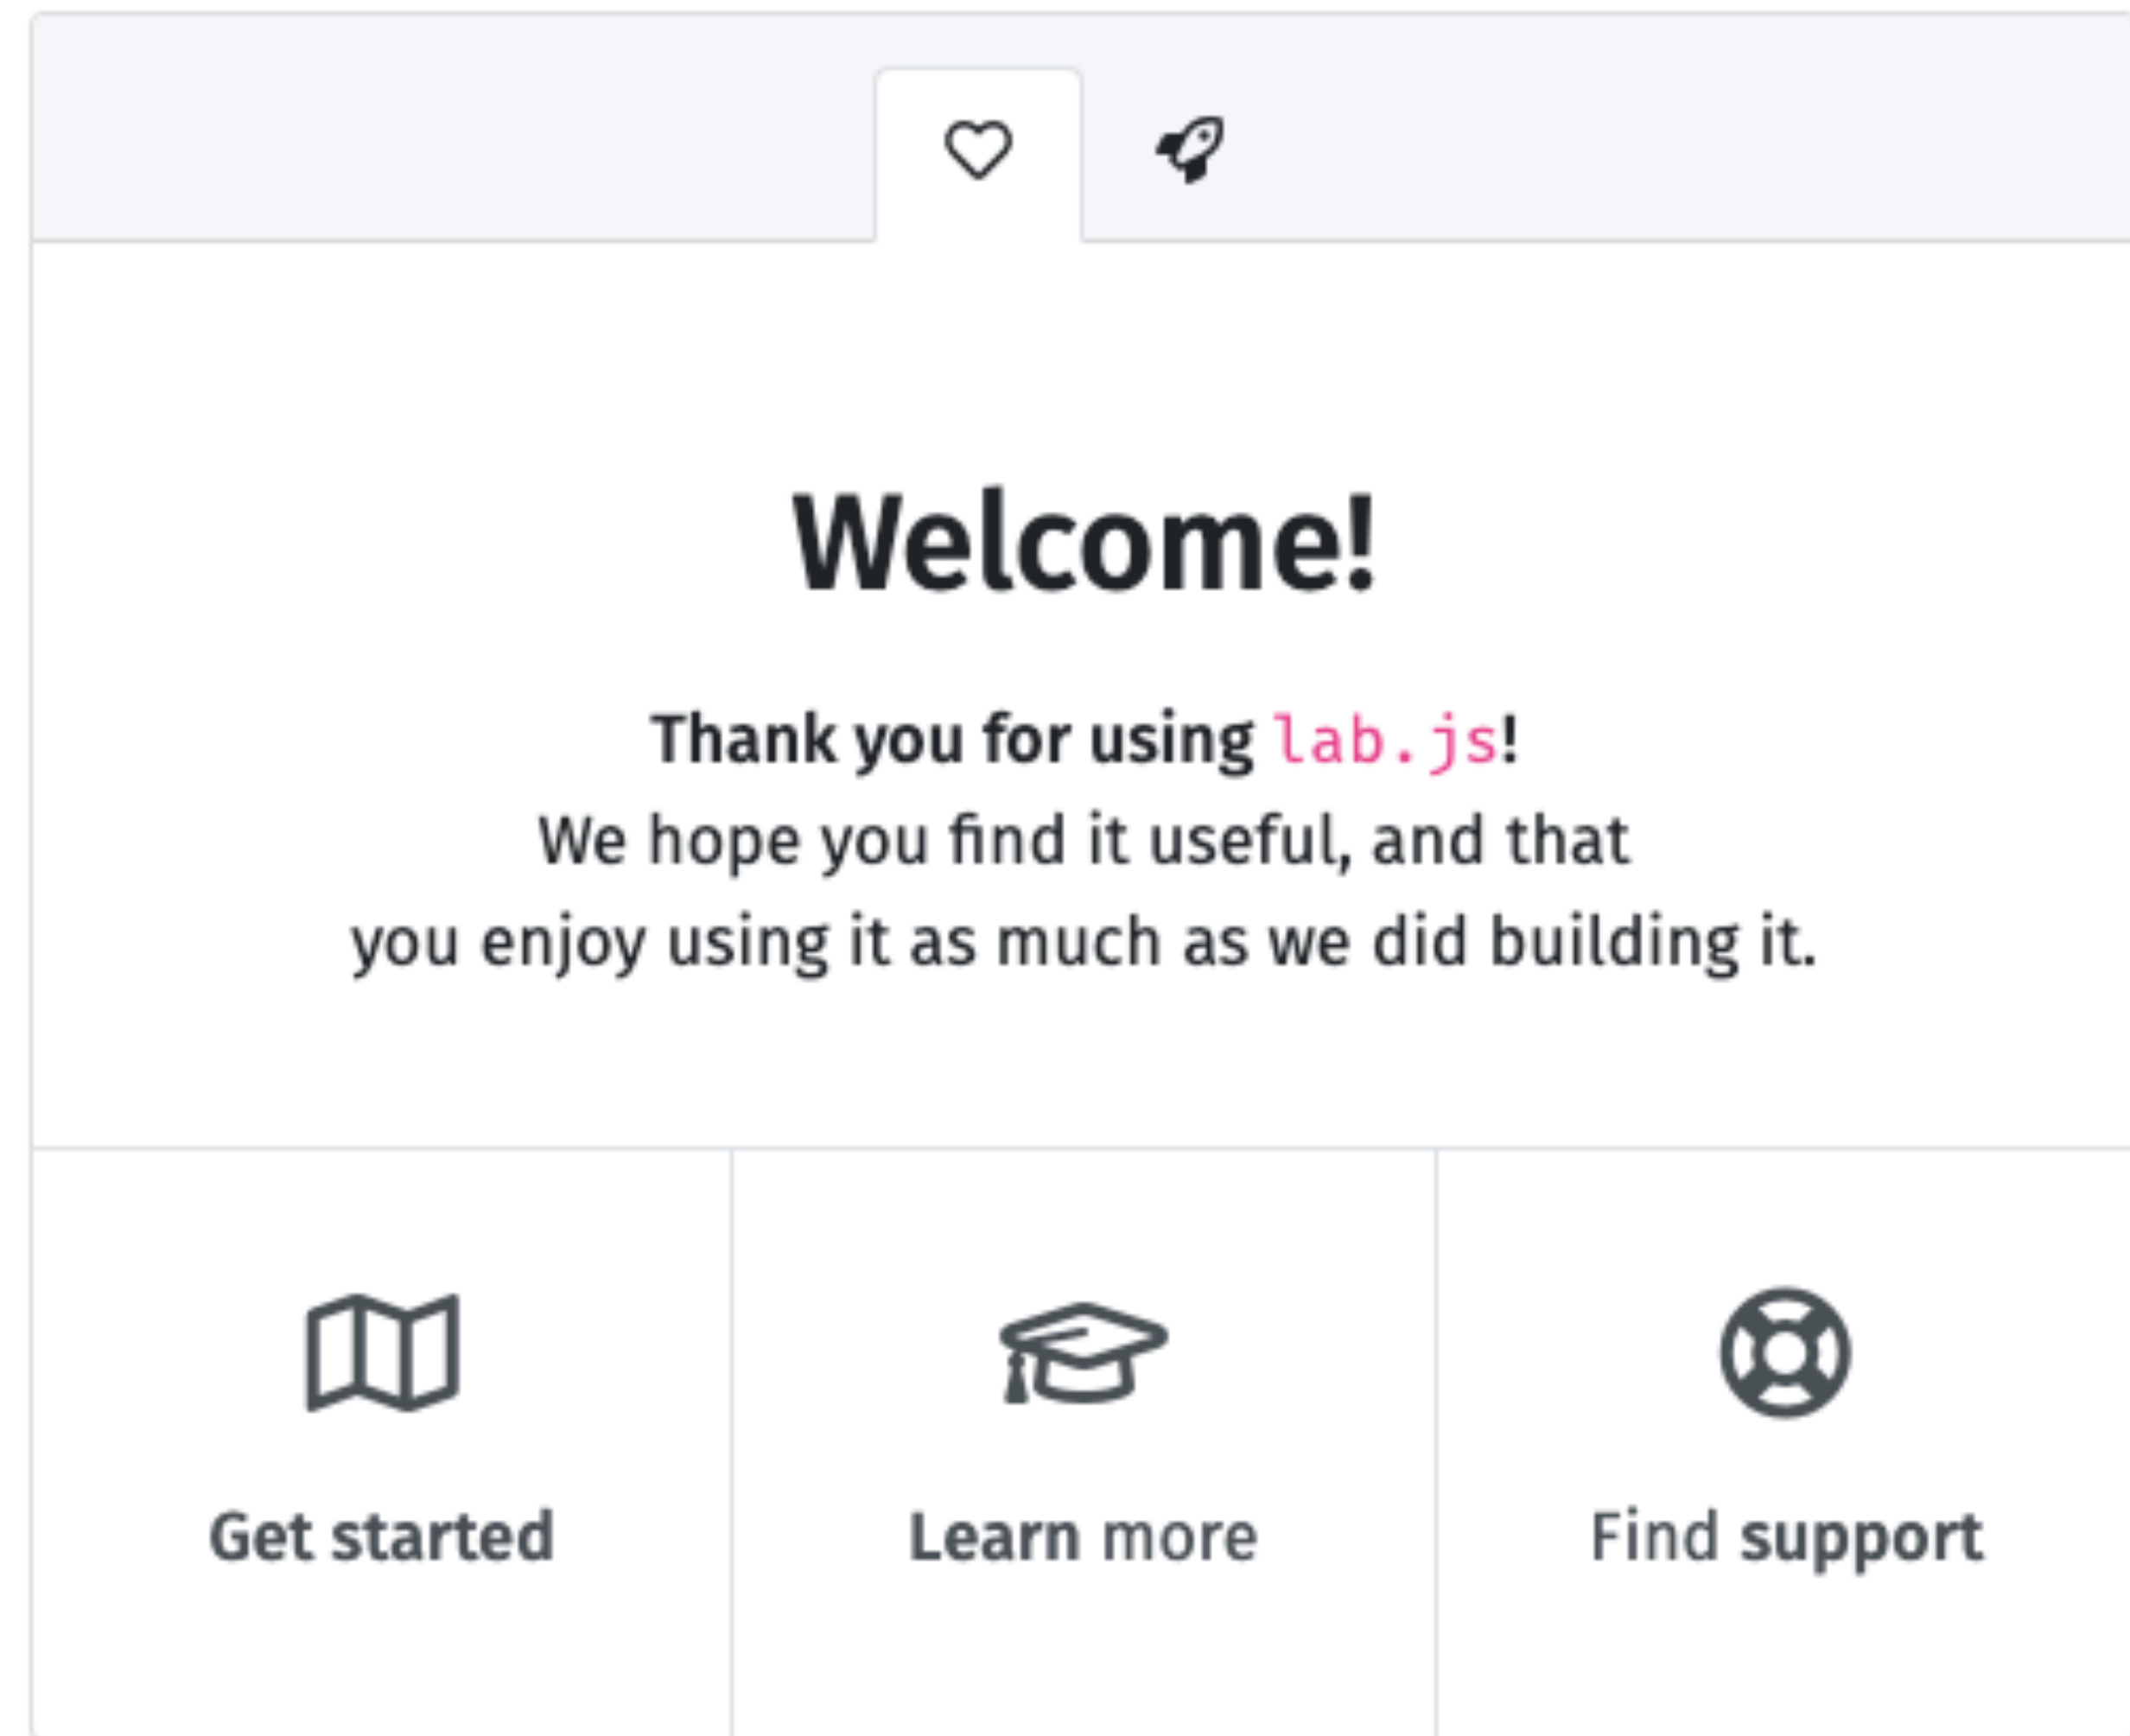 Welcome!
Thank you for using lab.js!
We hope you find it useful, and that
you enjoy using it as much as we did building it.
Get started
Learn more
Find support